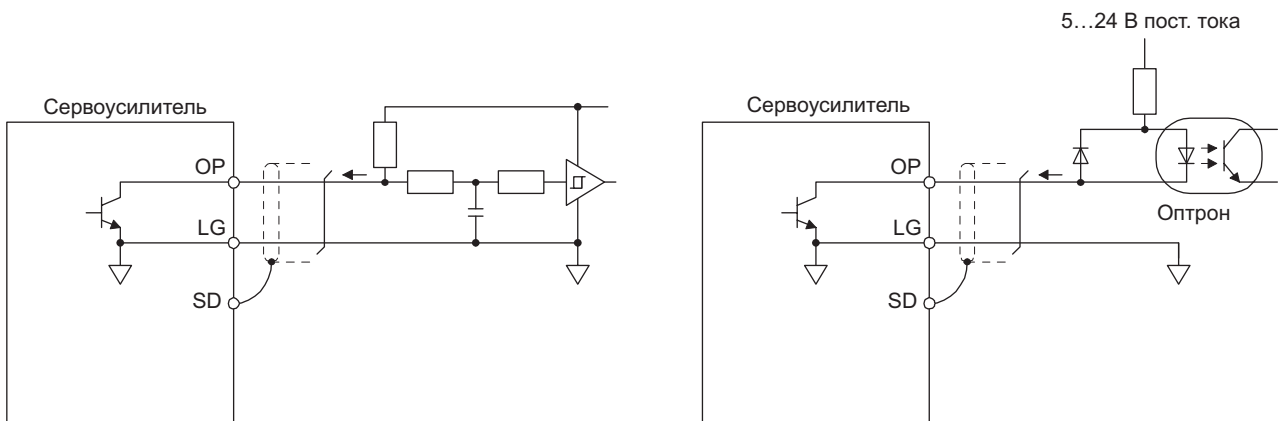 Сервоусилитель
OP
LG
SD
5…24 В пост. тока
Сервоусилитель
OP
LG
SD
Оптрон